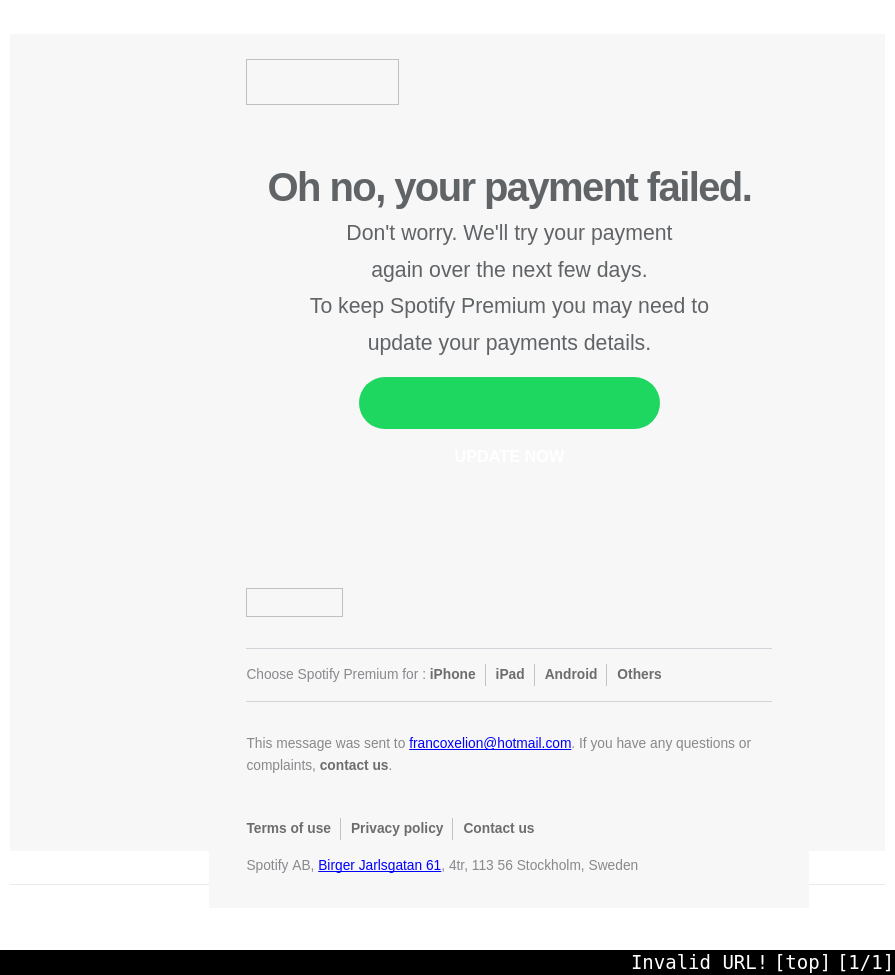 Oh no, your payment failed.
Don't worry. We'll try your payment
again over the next few days.
To keep Spotify Premium you may need to
update your payments details.
UPDATE NOW
Choose Spotify Premium for : iPhone iPad Android Others
This message was sent to francoxelion@hotmail.com. If you have any questions or
complaints, contact us.
Terms of use Privacy policy Contact us
Spotify AB, Birger Jarlsgatan 61, 4tr, 113 56 Stockholm, Sweden
Invalid URL! [top] [1/1]